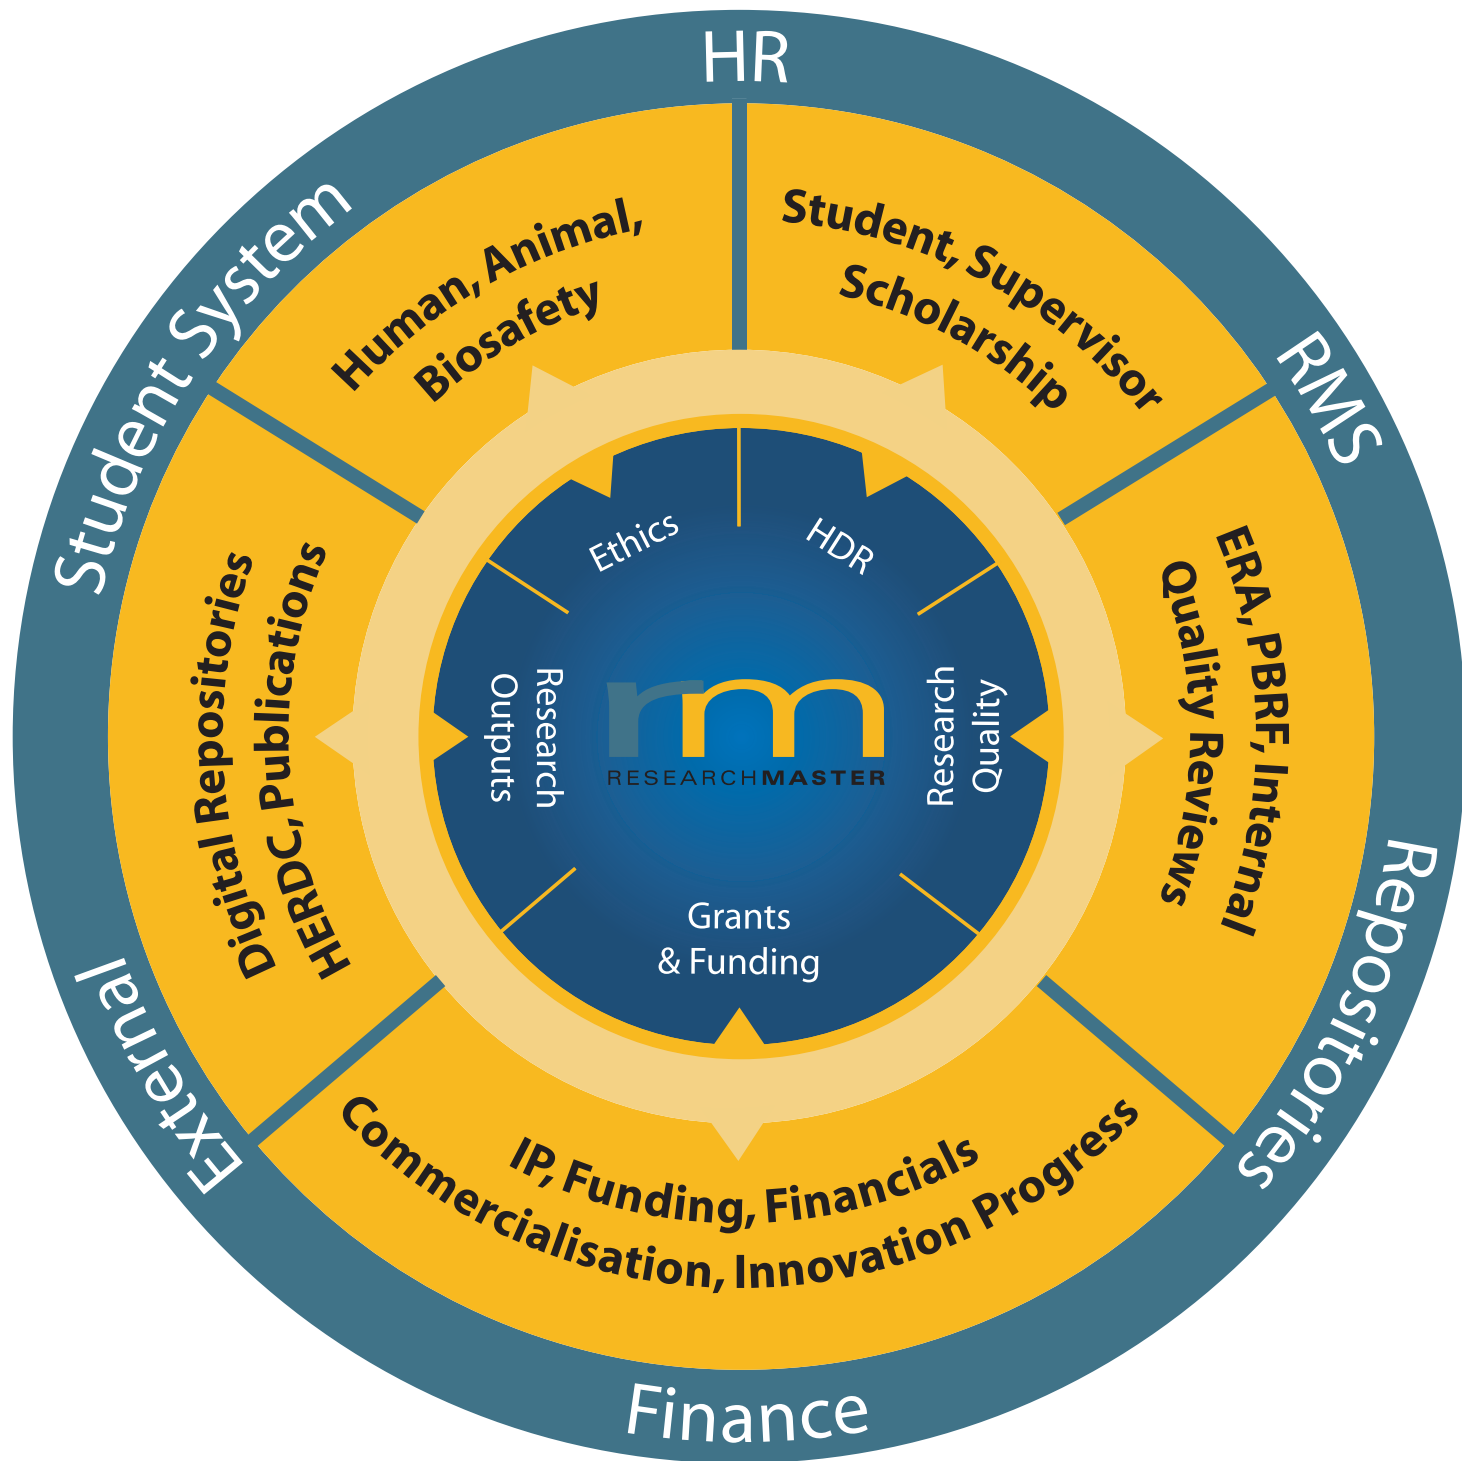 HR
RMS
Repositories
Finance
External
Student System
Human, Animal,
Biosafety
Student, Supervisor
Scholarship
ERA, PBRF, Internal
Quality Reviews
IP, Funding, Financials
Commercialisation, Innovation Progress
Digital Repositories
HERDC, Publications
Ethics
HDR
Research
Quality
Grants
& Funding
Research
Outputs
rm
RESEARCHMASTER